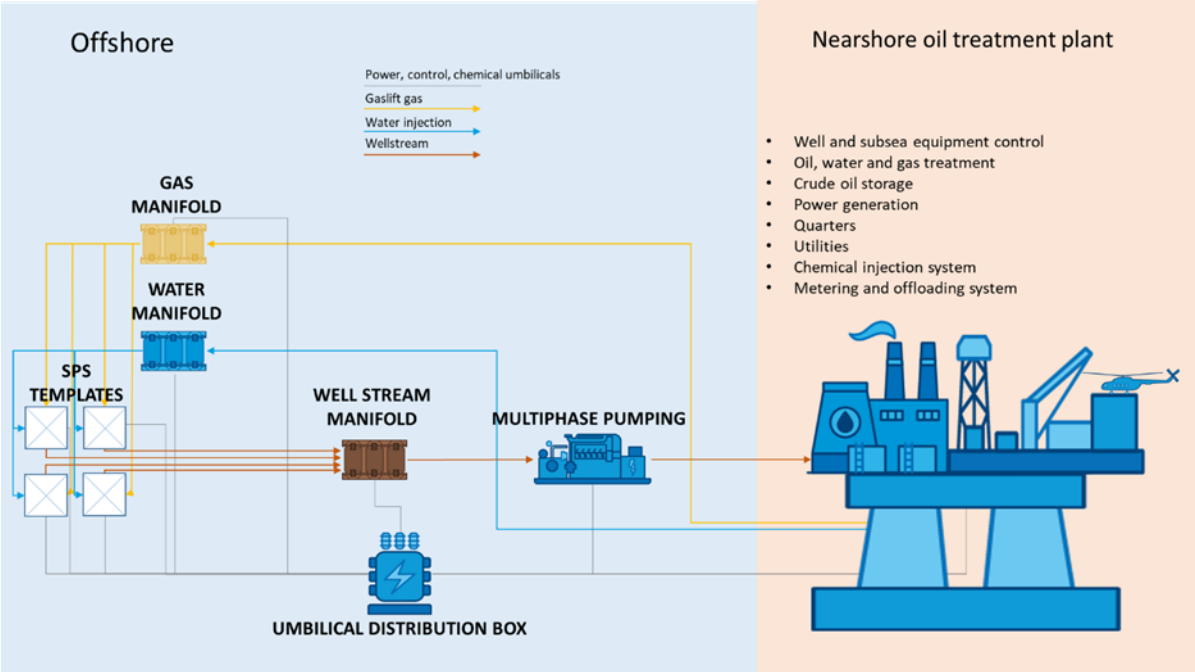 Offshore
Nearshore oil treatment plant
Power, control, chemical umbilicals
Gaslift gas
Water injection
Wellstream
• Well and subsea equipment control
• Oil, water and gas treatment
• Crude oil storage
• Power generation
• Quarters
• Utilities
• Chemical injection system
• Metering and offloading system
GAS
MANIFOLD
WATER
MANIFOLD
SPS
TEMPLATES
WELL STREAM
MANIFOLD
MULTIPHASE PUMPING
UMBILICAL DISTRIBUTION BOX